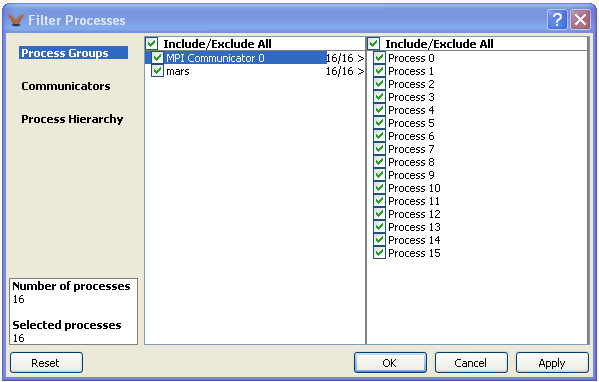 Filter Processes
Process Groups
Communicators
Process Hierarchy
Number of processes
16
Selected processes
16
Include/Exclude All
MPI Communicator 0 16/16 >
mars 16/16 >
Include/Exclude All
Process 0
Process 1
Process 2
Process 3
Process 4
Process 5
Process 6
Process 7
Process 8
Process 9
Process 10
Process 11
Process 12
Process 13
Process 14
Process 15
Reset
OK
Cancel
Apply